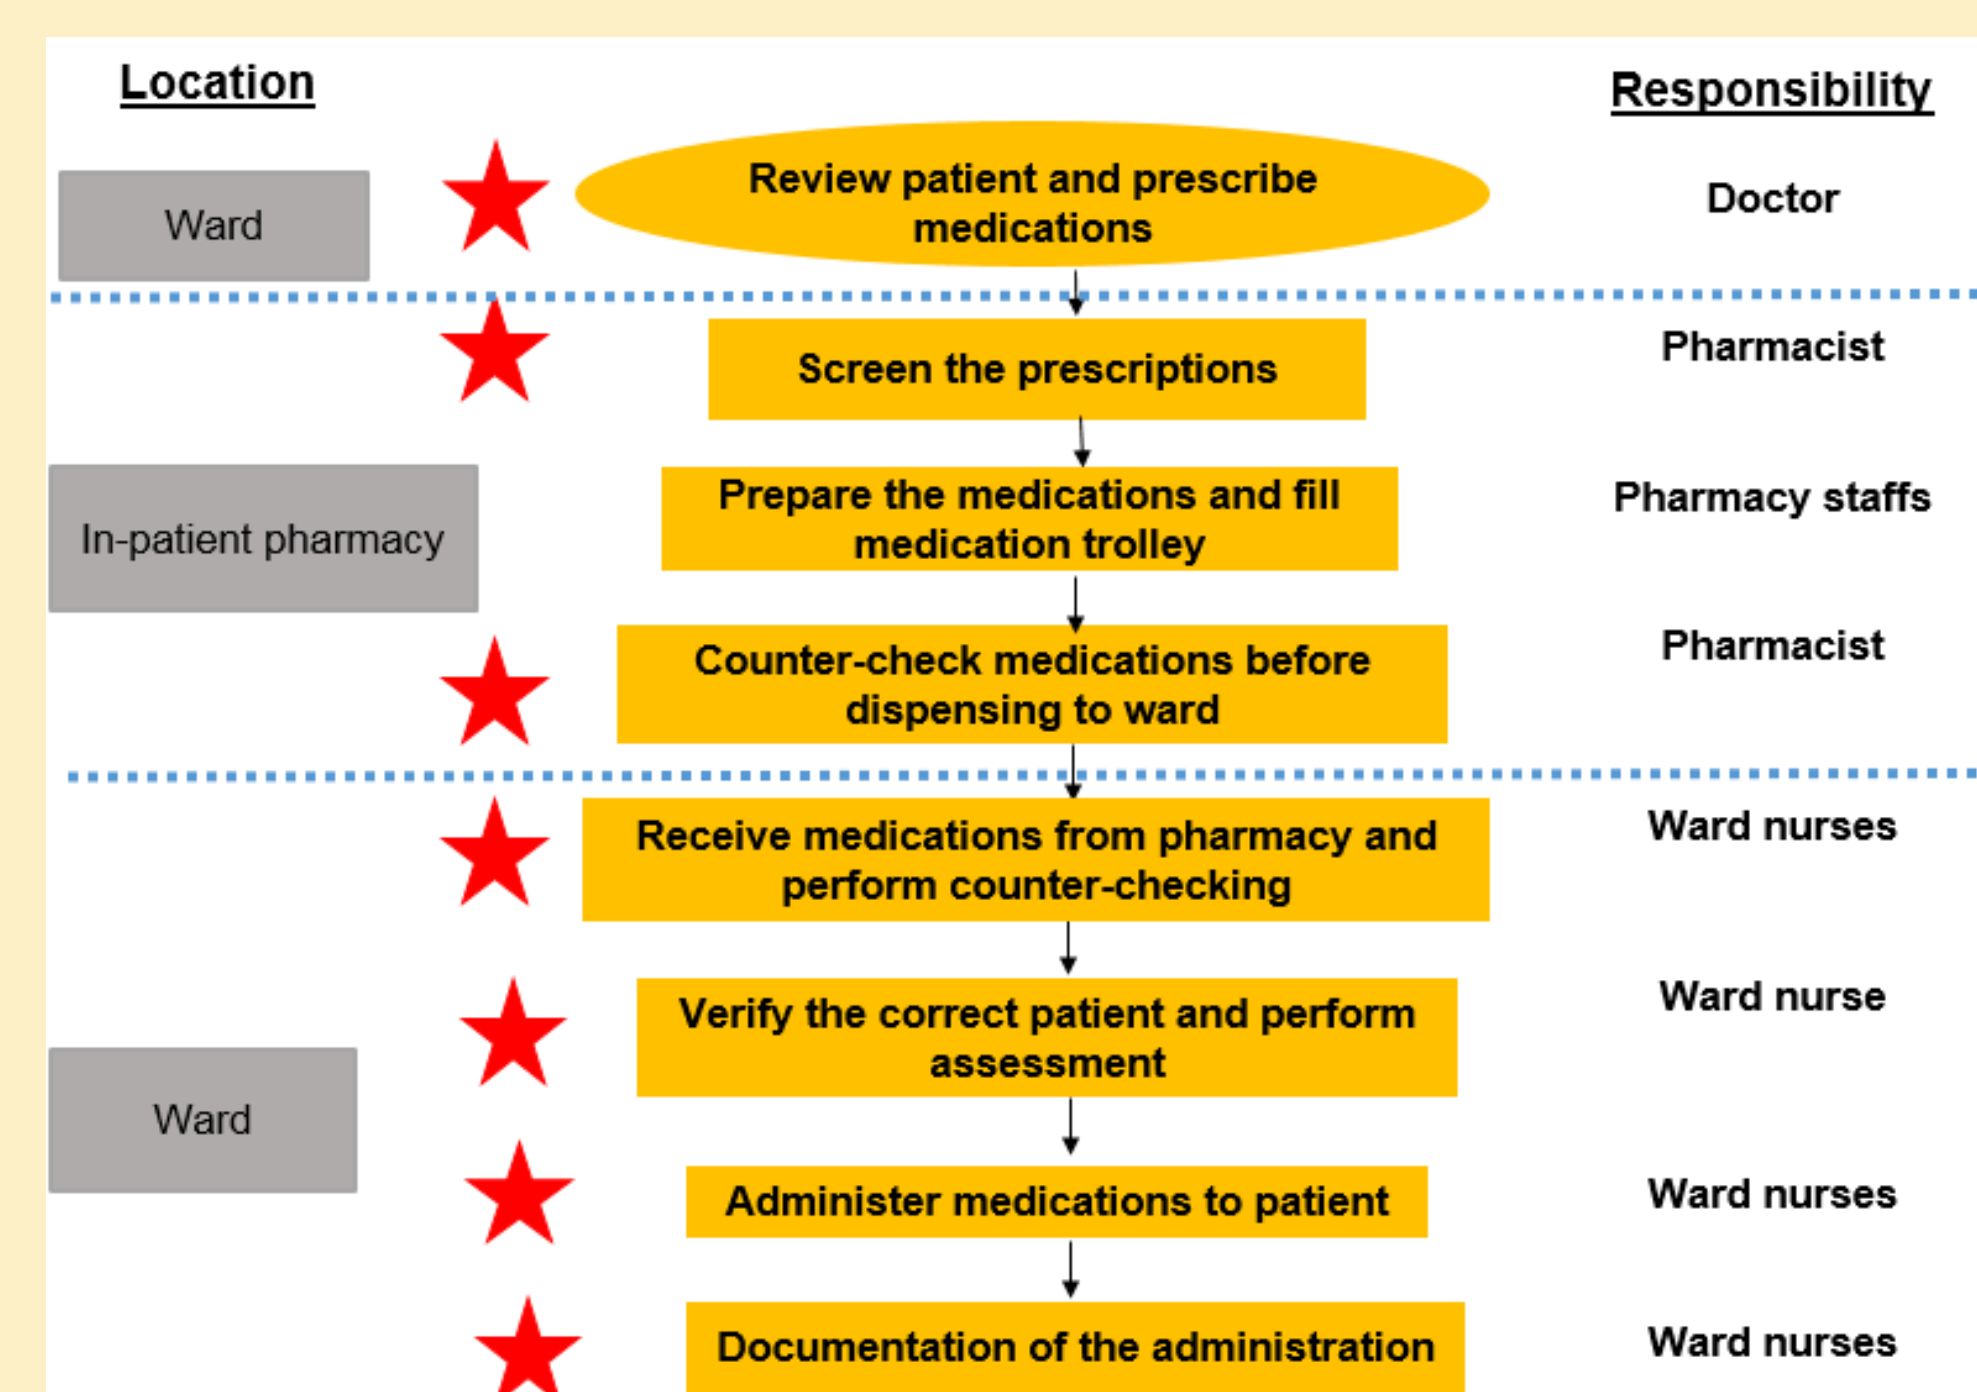 Location
Responsibility
Ward
Review patient and prescribe
medications
Doctor
Screen the prescriptions
Pharmacist
In-patient pharmacy
Prepare the medications and fill
medication trolley
Pharmacy staffs
Counter-check medications before
dispensing to ward
Pharmacist
Receive medications from pharmacy and
perform counter-checking
Ward nurses
Verify the correct patient and perform
assessment
Ward nurse
Ward
Administer medications to patient
Ward nurses
Documentation of the administration
Ward nurses